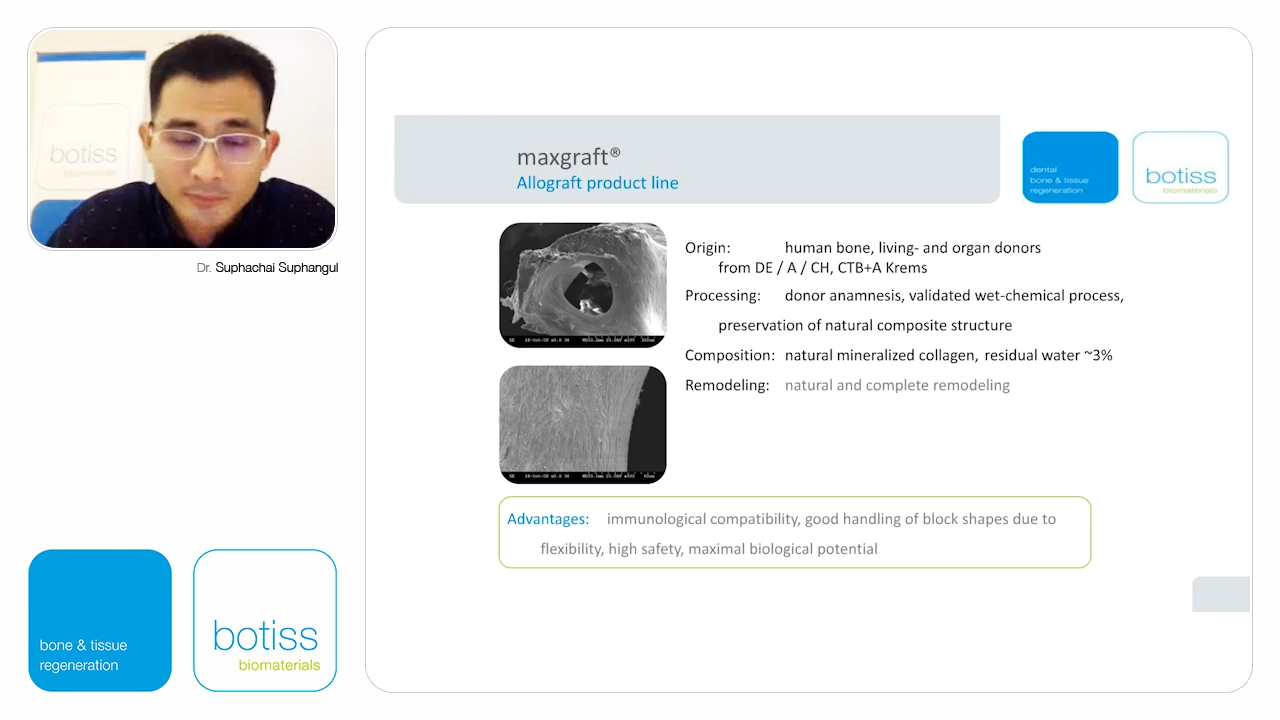 botiss
biomaterials
Dr. Suphachai Suphangul
bone & tissue
regeneration
botiss
biomaterials
maxgraft®
Allograft product line
dental
bone & tissue
regeneration
botiss
biomaterials
Origin: human bone, living- and organ donors
from DE / A / CH, CTB+A Krems
Processing: donor anamnesis, validated wet-chemical process,
preservation of natural composite structure
Composition: natural mineralized collagen, residual water ~3%
Remodeling: natural and complete remodeling
Advantages: immunological compatibility, good handling of block shapes due to
flexibility, high safety, maximal biological potential